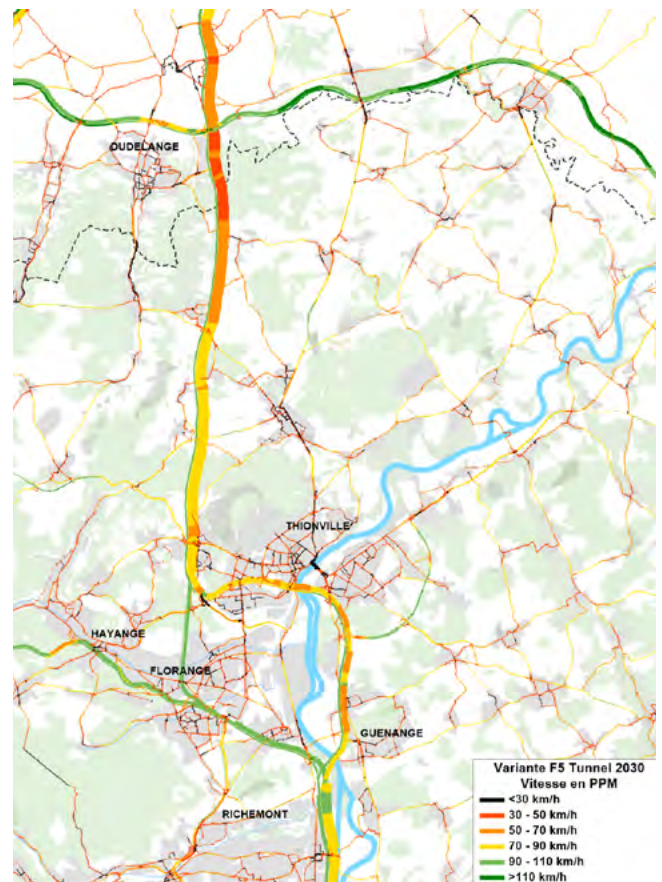 OUDELANGE
THIONVILLE
HAYANGE
FLORANGE
GUENANGE
RICHEMONT
Variante F5 Tunnel 2030
Vitesse en PPM
<30 km/h
30 - 50 km/h
50 - 70 km/h
70 - 90 km/h
90 - 110 km/h
>110 km/h